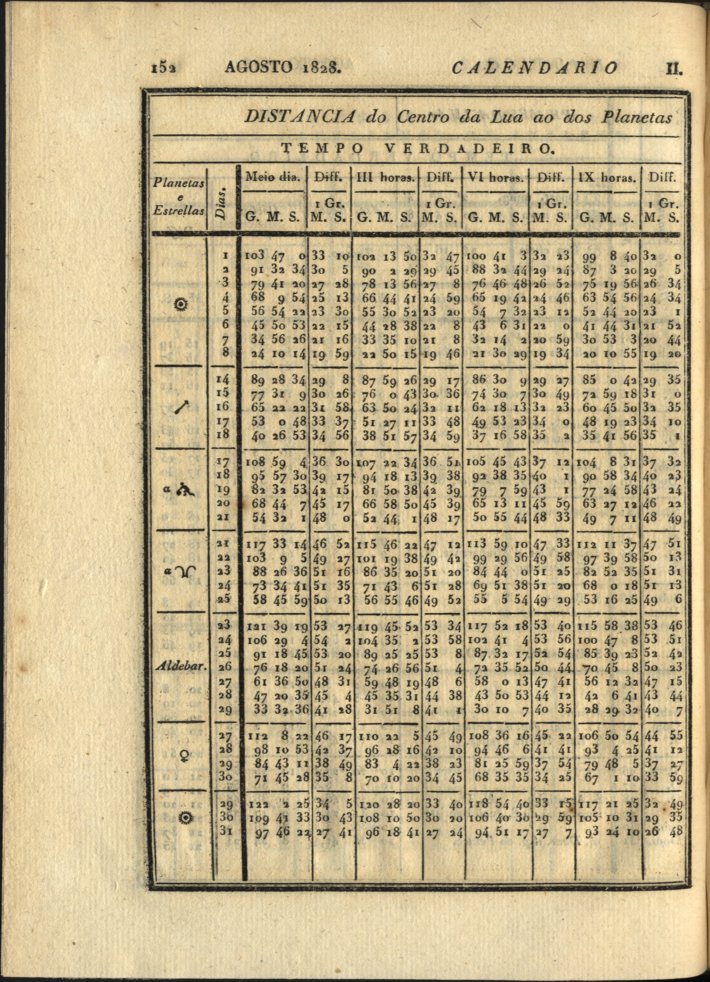 152 AGOSTO 1828. CALENDARIO II.
DISTANCIA do Centro da Lua ao dos Planetas
TEMPO VERDADEIRO.
Planetas e Estrellas Dias. Meio dia. Diff. III horas. Diff. VI horas. Diff. IX horas. Diff.
1 Gr. 1 Gr. 1 Gr. 1 Gr.
G. M. S. M. S. G. M. S. M. S. G. M. S. M. S. G. M. S. M. S.
1 103 47 0 33 10 102 13 50 32 47 100 41 3 32 23 99 8 40 32 0
2 91 32 34 30 5 90 2 29 29 45 88 32 44 29 24 87 3 20 29 5
3 79 41 20 27 28 78 13 56 27 8 76 46 48 26 52 75 19 56 26 34
☉ 4 68 9 54 25 13 66 44 41 24 59 65 19 42 24 46 63 54 56 24 34
5 56 54 22 23 30 55 30 52 23 20 54 7 32 23 12 52 44 20 23 1
6 45 50 53 22 15 44 28 38 22 8 43 6 31 22 0 41 44 31 21 52
7 34 56 26 21 16 33 35 10 21 8 32 14 2 20 59 30 53 3 20 44
8 24 10 14 19 59 22 50 15 19 46 21 30 29 19 34 20 10 55 19 20
14 89 28 34 29 8 87 59 26 29 17 86 30 9 29 27 85 0 42 29 35
15 77 31 9 30 26 76 0 43 30 36 74 30 7 30 49 72 59 18 31 0
16 65 22 22 31 58 63 50 24 32 11 62 18 13 32 23 60 45 50 32 35
17 53 0 48 33 37 51 27 11 33 48 49 53 23 34 0 48 19 23 34 10
18 40 26 53 34 56 38 51 57 34 59 37 16 58 35 2 35 41 56 35 1
17 108 59 4 36 30 107 22 34 36 51 105 45 43 37 12 104 8 31 37 32
18 95 57 30 39 17 94 18 13 39 38 92 38 35 40 1 90 58 34 40 23
α 19 82 32 53 42 15 81 50 38 42 39 79 7 59 43 1 77 24 58 43 24
20 68 44 7 45 17 66 58 50 45 39 65 13 11 45 59 63 27 12 46 22
21 54 32 1 48 0 52 44 1 48 17 50 55 44 48 33 49 7 11 48 49
21 117 33 14 46 52 115 46 22 47 12 113 59 10 47 33 112 11 37 47 51
22 103 9 5 49 27 101 19 38 49 42 99 29 56 49 58 97 39 58 50 13
α ♈ 23 88 26 36 51 16 86 35 20 51 20 84 44 0 51 25 82 52 35 51 31
24 73 34 41 51 35 71 43 6 51 28 69 51 38 51 20 68 0 18 51 13
25 58 45 59 50 13 56 55 46 49 52 55 5 54 49 29 53 16 25 49 6
23 121 39 19 53 27 119 45 52 53 34 117 52 18 53 40 115 58 38 53 46
24 106 29 4 54 2 104 35 2 53 58 102 41 4 53 56 100 47 8 53 51
25 91 18 45 53 20 89 25 25 53 8 87 32 17 52 54 85 39 23 52 42
Aldebar. 26 76 18 20 51 24 74 26 56 51 4 72 35 52 50 44 70 45 8 50 23
27 61 36 50 48 31 59 48 19 48 6 58 0 13 47 41 56 12 32 47 15
28 47 20 35 45 4 45 35 31 44 38 43 50 53 44 12 42 6 41 43 44
29 33 32 36 41 28 31 51 8 41 1 30 10 7 40 35 28 29 32 40 7
27 112 8 22 46 17 110 22 5 45 49 108 36 16 45 22 106 50 54 44 55
28 98 10 53 42 37 96 28 16 42 10 94 46 6 41 41 93 4 25 41 12
♀ 29 84 43 11 38 49 83 4 22 38 23 81 25 59 37 54 79 48 5 37 27
30 71 45 28 35 8 70 10 20 34 45 68 35 35 34 25 67 1 10 33 59
29 122 2 25 34 5 120 28 20 33 40 118 54 40 33 15 117 21 25 32 49
☉ 30 109 41 33 30 43 108 10 50 30 20 106 40 30 29 59 105 10 31 29 35
31 97 46 22 27 41 96 18 41 27 24 94 51 17 27 7 93 24 10 26 48